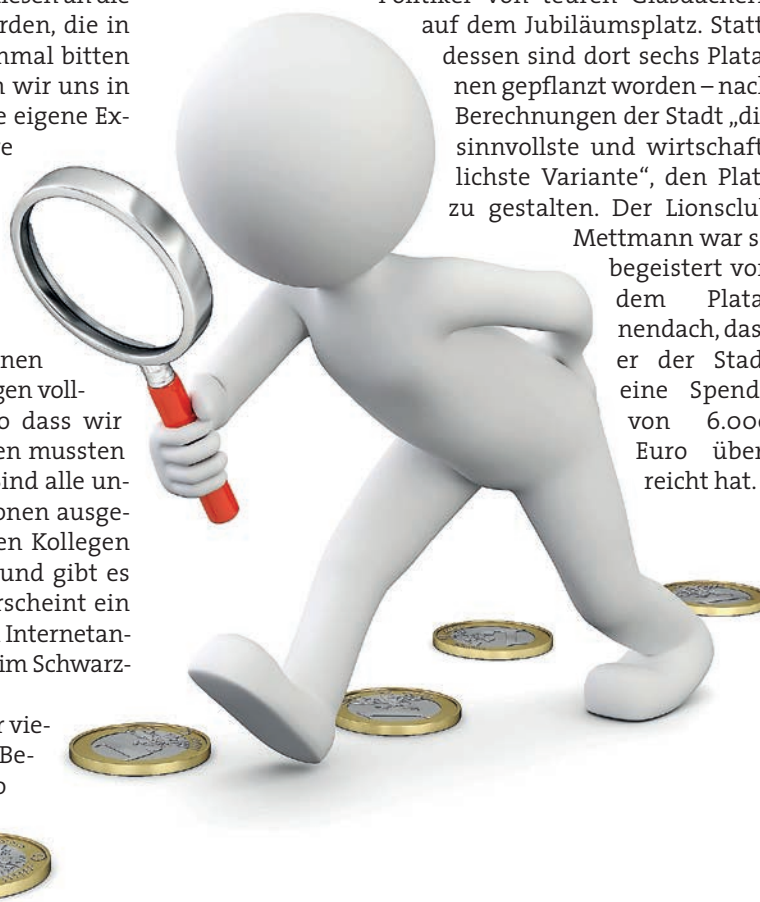 rden, die in
nmal bitten
n wir uns in
e eigene Ex-
e
nen
gen voll-
o dass wir
en mussten
ind alle un-
onen ausge-
en Kollegen
und gibt es
rscheint ein
Internetan-
im Schwarz-
r vie-
Be-
o
Politiker von teuren Glasdächern
auf dem Jubiläumsplatz. Statt
dessen sind dort sechs Plata
nen gepflanzt worden – nach
Berechnungen der Stadt „di
sinnvollste und wirtschaft
lichste Variante“, den Plat
zu gestalten. Der Lionsclub
Mettmann war s
begeistert von
dem Plata
nendach, das
er der Stad
eine Spend
von 6.000
Euro über
reicht hat.